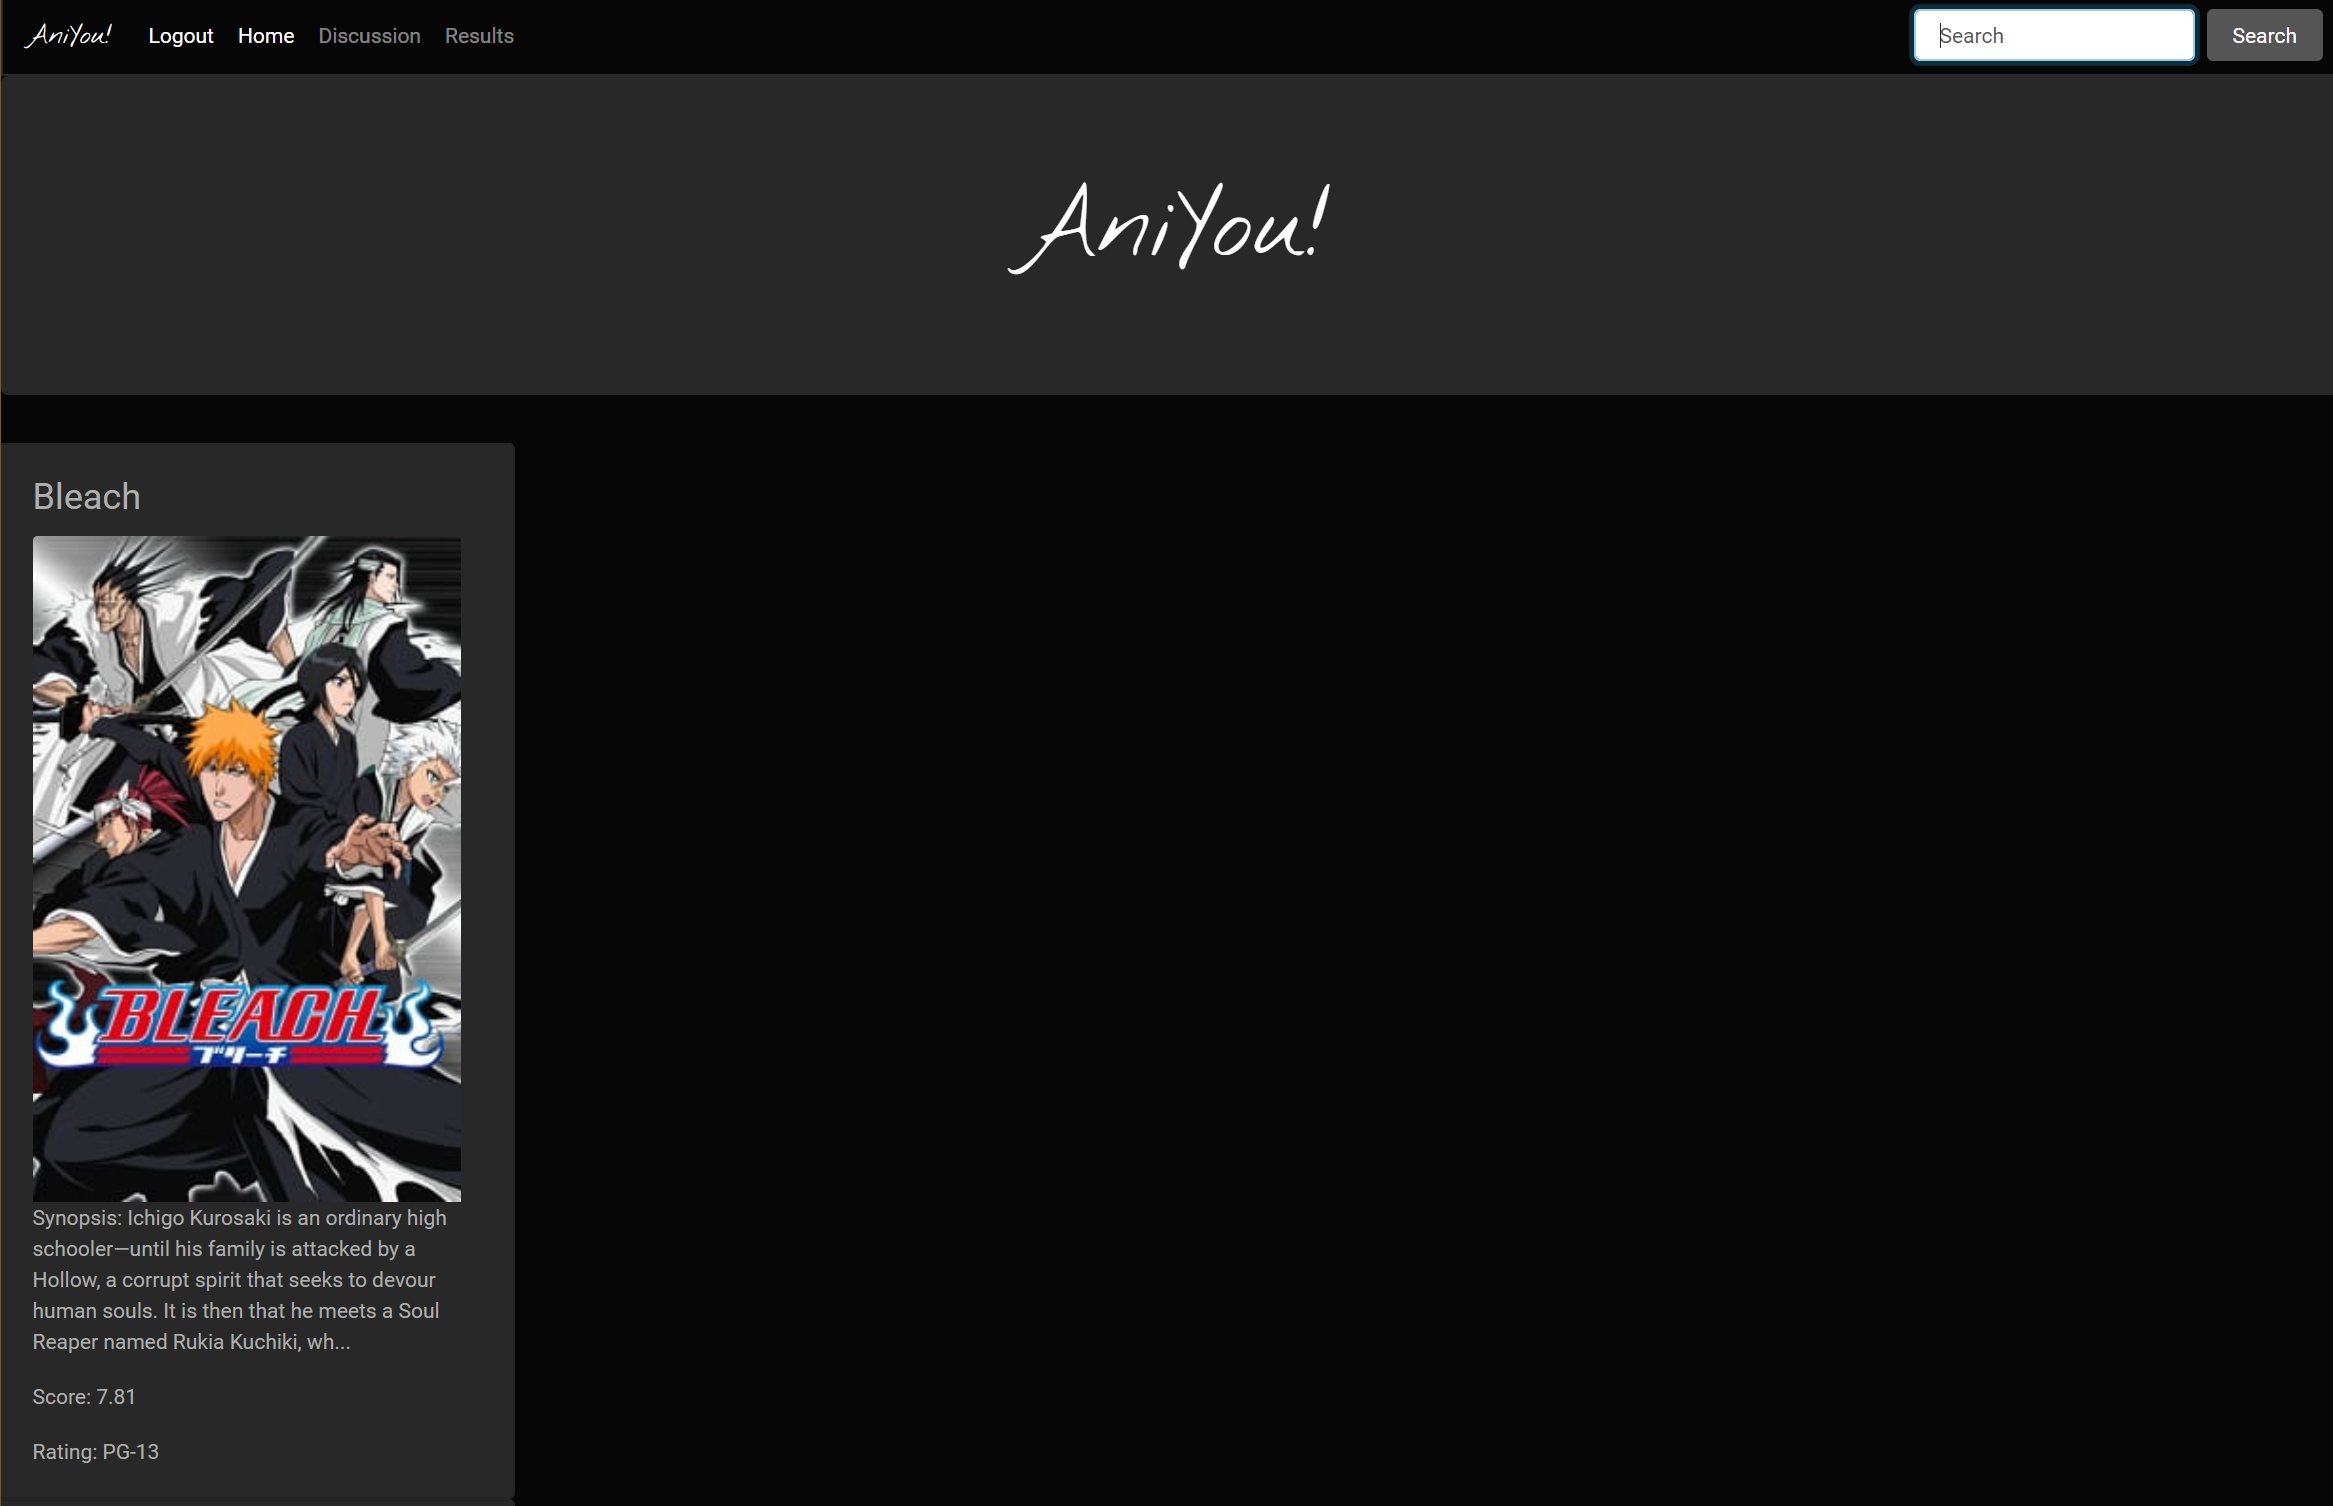 AniYou! Logout Home Discussion Results Search Search
AniYou!
Bleach
BLEACH
ブリーチ
Synopsis: Ichigo Kurosaki is an ordinary high
schooler—until his family is attacked by a
Hollow, a corrupt spirit that seeks to devour
human souls. It is then that he meets a Soul
Reaper named Rukia Kuchiki, wh...
Score: 7.81
Rating: PG-13